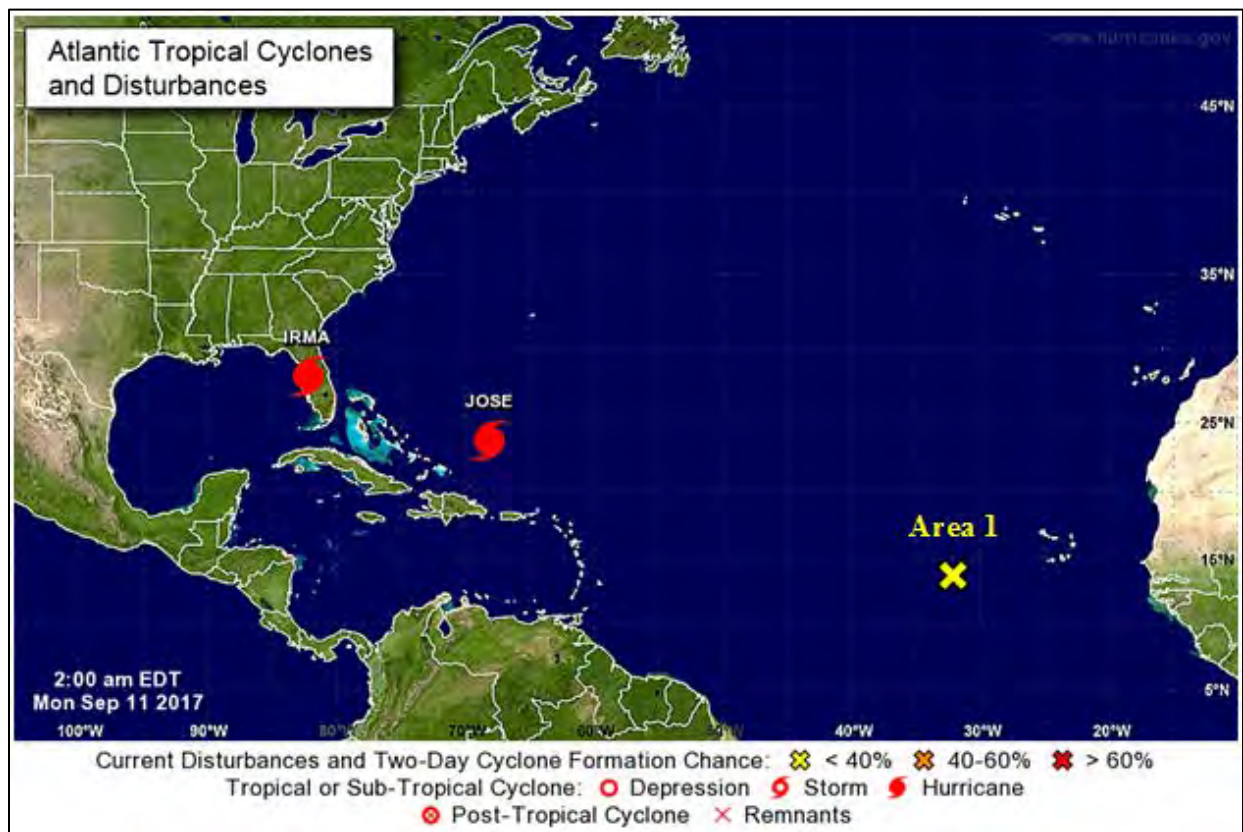 Atlantic Tropical Cyclones
and Disturbances
www.hurricanes.gov
45°N
35°N
IRMA
JOSE
25°N
Area 1
15°N
2:00 am EDT
Mon Sep 11 2017
5°N
100°W 90°W 80°W 70°W 60°W 40°W 30°W 20°W
Current Disturbances and Two-Day Cyclone Formation Chance: < 40% 40-60% > 60%
Tropical or Sub-Tropical Cyclone: Depression Storm Hurricane
Post-Tropical Cyclone Remnants